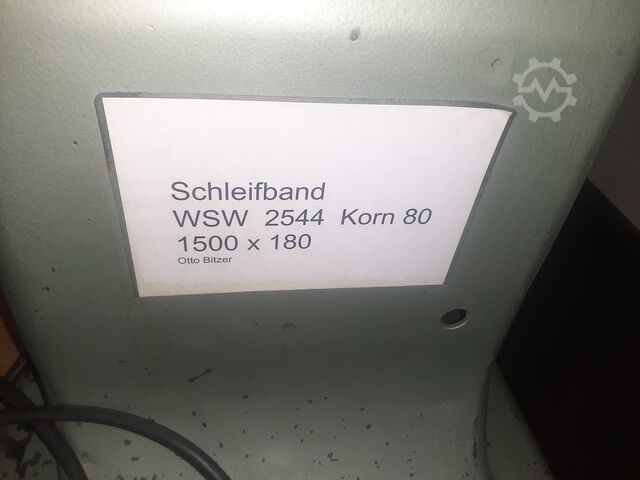 Schleifband
WSW 2544 Korn 80
1500 x 180
Otto Bitzer